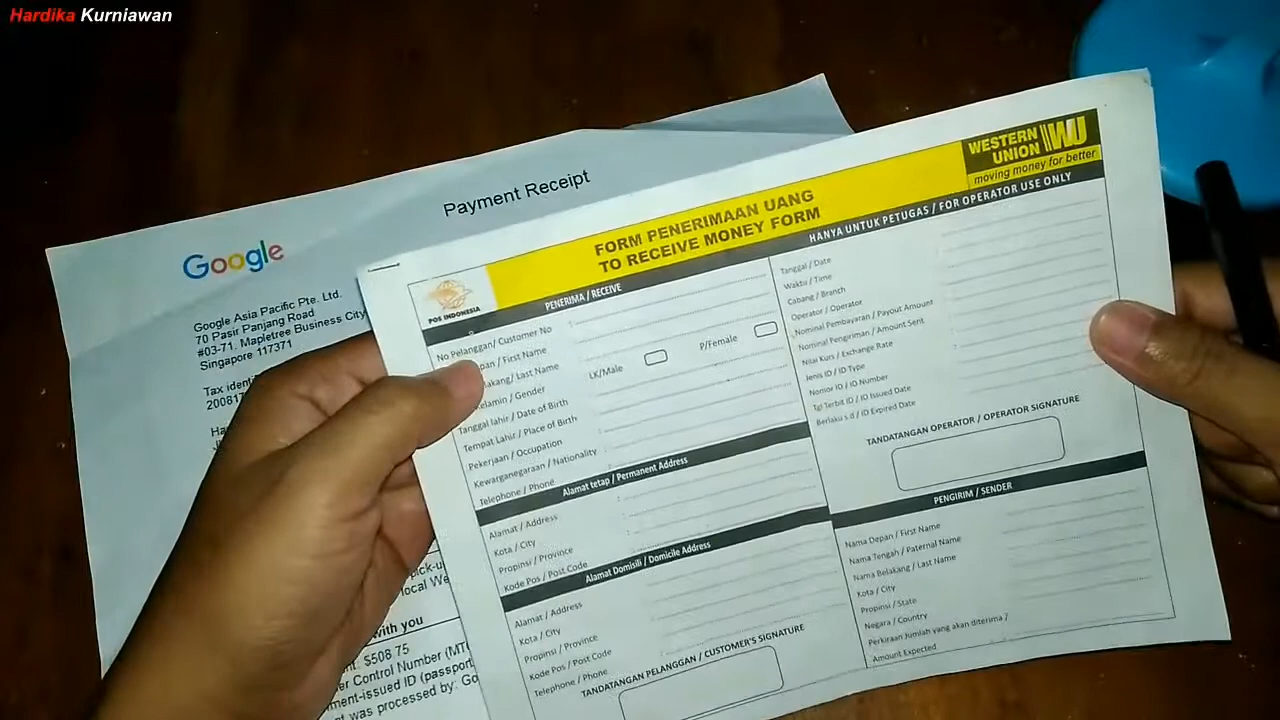 Hardika Kurniawan
Payment Receipt
Google
Google Asia Pacific Pte. Ltd.
70 Pasir Panjang Road
#03-71, Mapletree Business City
Singapore 117371
Tax
20081
pick-u
local We
with you
$508 75
er Control Number (MT
ment-issued ID (passport
was processed by: Go
WESTERN
UNION WU
moving money for better
FORM PENERIMAAN UANG
TO RECEIVE MONEY FORM
POS INDONESIA
PENERIMA / RECEIVE
No Pelanggan/ Customer No
/ First Name
/ Last Name
/ Gender
LK/Male
P/Female
Tanggal lahir / Date of Birth
Tempat Lahir / Place of Birth
Pekerjaan / Occupation
Kewarganegaraan / Nationality
Telephone / Phone
Alamat tetap / Permanent Address
Alamat / Address
Kota / City
Propinsi / Province
Kode Pos / Post Code
Alamat Domisili / Domicile Address
Alamat / Address
Kota / City
Propinsi / Province
Kode Pos / Post Code
Telephone / Phone
TANDATANGAN PELANGGAN / CUSTOMER'S SIGNATURE
HANYA UNTUK PETUGAS / FOR OPERATOR USE ONLY
Tanggal / Date
Waktu / Time
Cabang / Branch
Operator / Operator
Nominal Pembayaran / Payout Amount
Nominal Pengiriman / Amount Sent
Nilai Kurs / Exchange Rate
Jenis ID / ID Type
Nomor ID / ID Number
Tgl Terbit ID / ID Issued Date
Berlaku s.d / ID Expired Date
TANDATANGAN OPERATOR / OPERATOR SIGNATURE
PENGIRIM / SENDER
Nama Depan / First Name
Nama Tengah / Paternal Name
Nama Belakang / Last Name
Kota / City
Propinsi / State
Negara / Country
Perkiraan Jumlah yang akan diterima /
Amount Expected